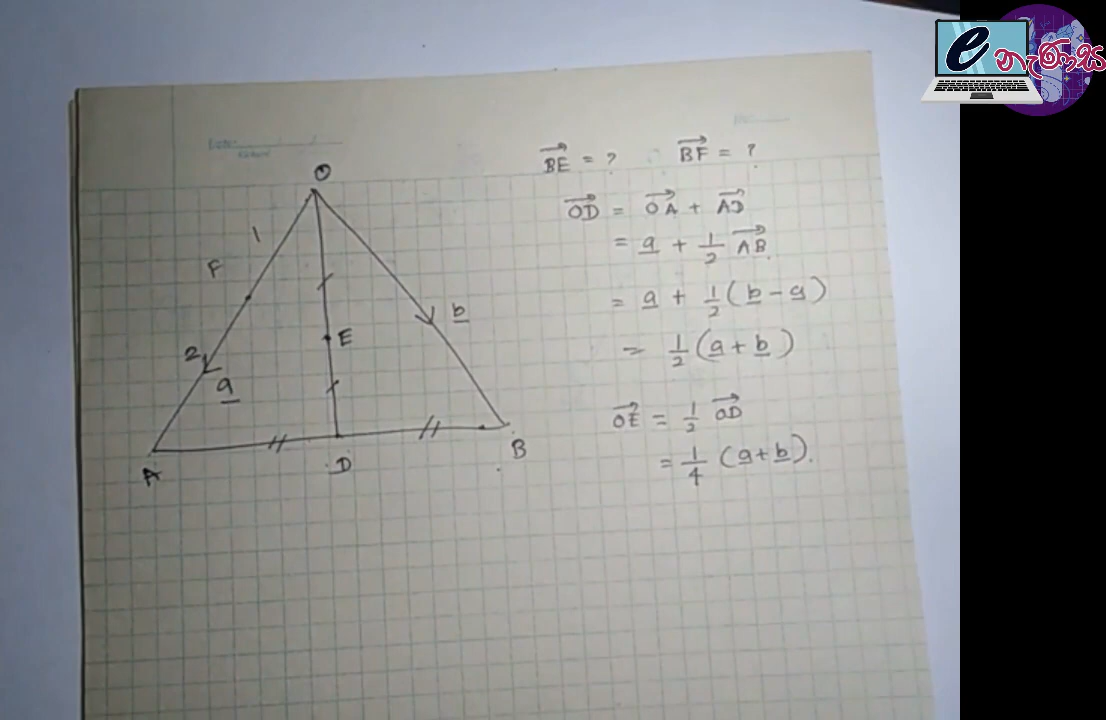 e නැණස
BE = ? BF = ?
O
OD = OA + AD
1
= a + 1/2 AB
F
= a + 1/2 (b - a)
b
E
2
= 1/2 (a + b)
a
OE = 1/2 OD
= 1/4 (a + b).
A
D
B